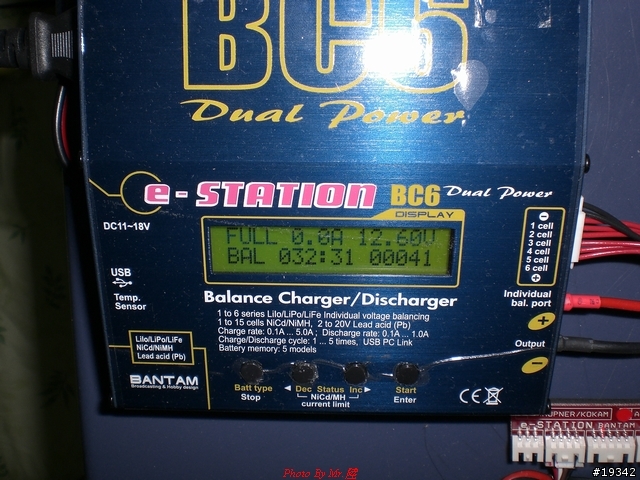 BC6
Dual Power
e-STATION BC6 Dual Power
DISPLAY
DC11~18V
FULL 0.0A 12.60V
BAL 032:31 00041
1 cell
2 cell
3 cell
4 cell
5 cell
6 cell
USB
Temp.
Sensor
Balance Charger/Discharger
Individual
bal. port
1 to 6 series LiIo/LiPo/LiFe Individual voltage balancing
1 to 15 cells NiCd/NiMH, 2 to 20V Lead acid (Pb)
Charge rate: 0.1A ... 5.0A ; Discharge rate: 0.1A ... 1.0A
Charge/Discharge cycle: 1 ... 5 times, USB PC Link
Battery memory: 5 models
Output
LiIo/LiPo/LiFe
NiCd/NiMH
Lead acid (Pb)
BANTAM
Broadcasting & Hobby design
Batt type
Stop
◄ Dec Status Inc ►
NiCd/MH
current limit
Start
Enter
CE
/KOKAM
e-STATION BANTAM
Photo By Mr.
#19342